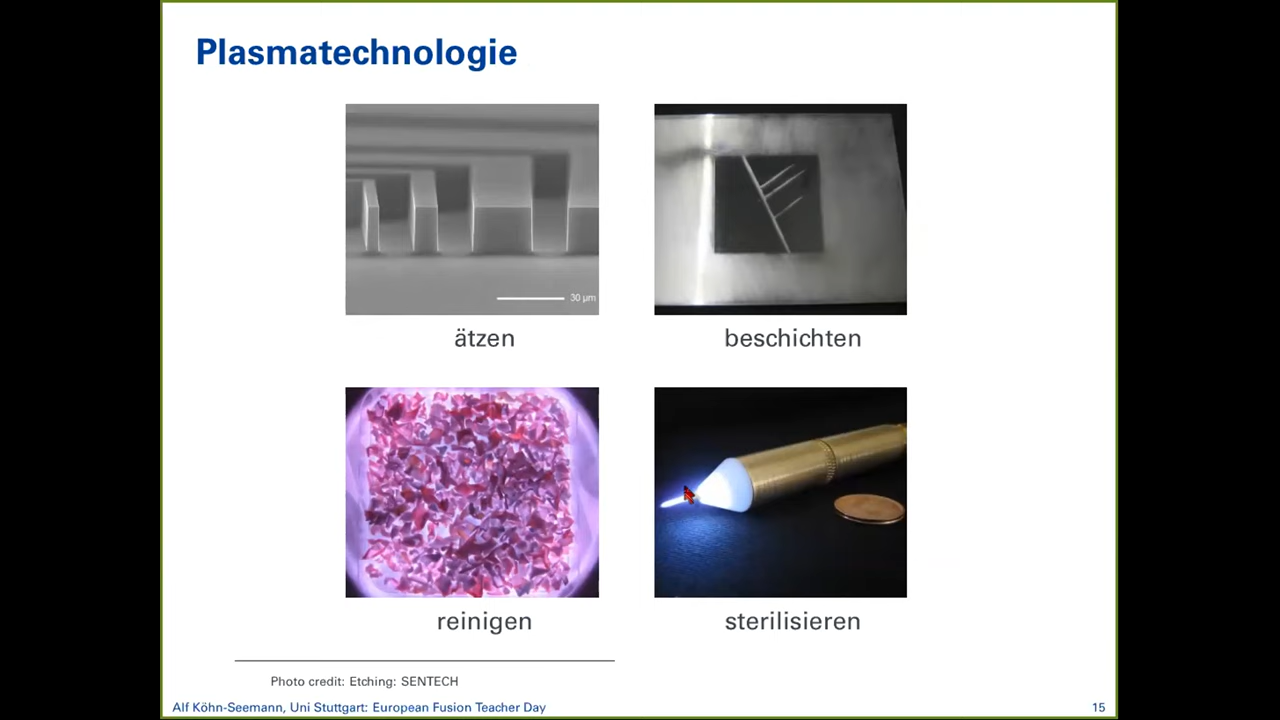 Plasmatechnologie
30 µm
ätzen
beschichten
reinigen
sterilisieren
Photo credit: Etching: SENTECH
Alf Köhn-Seemann, Uni Stuttgart: European Fusion Teacher Day
15